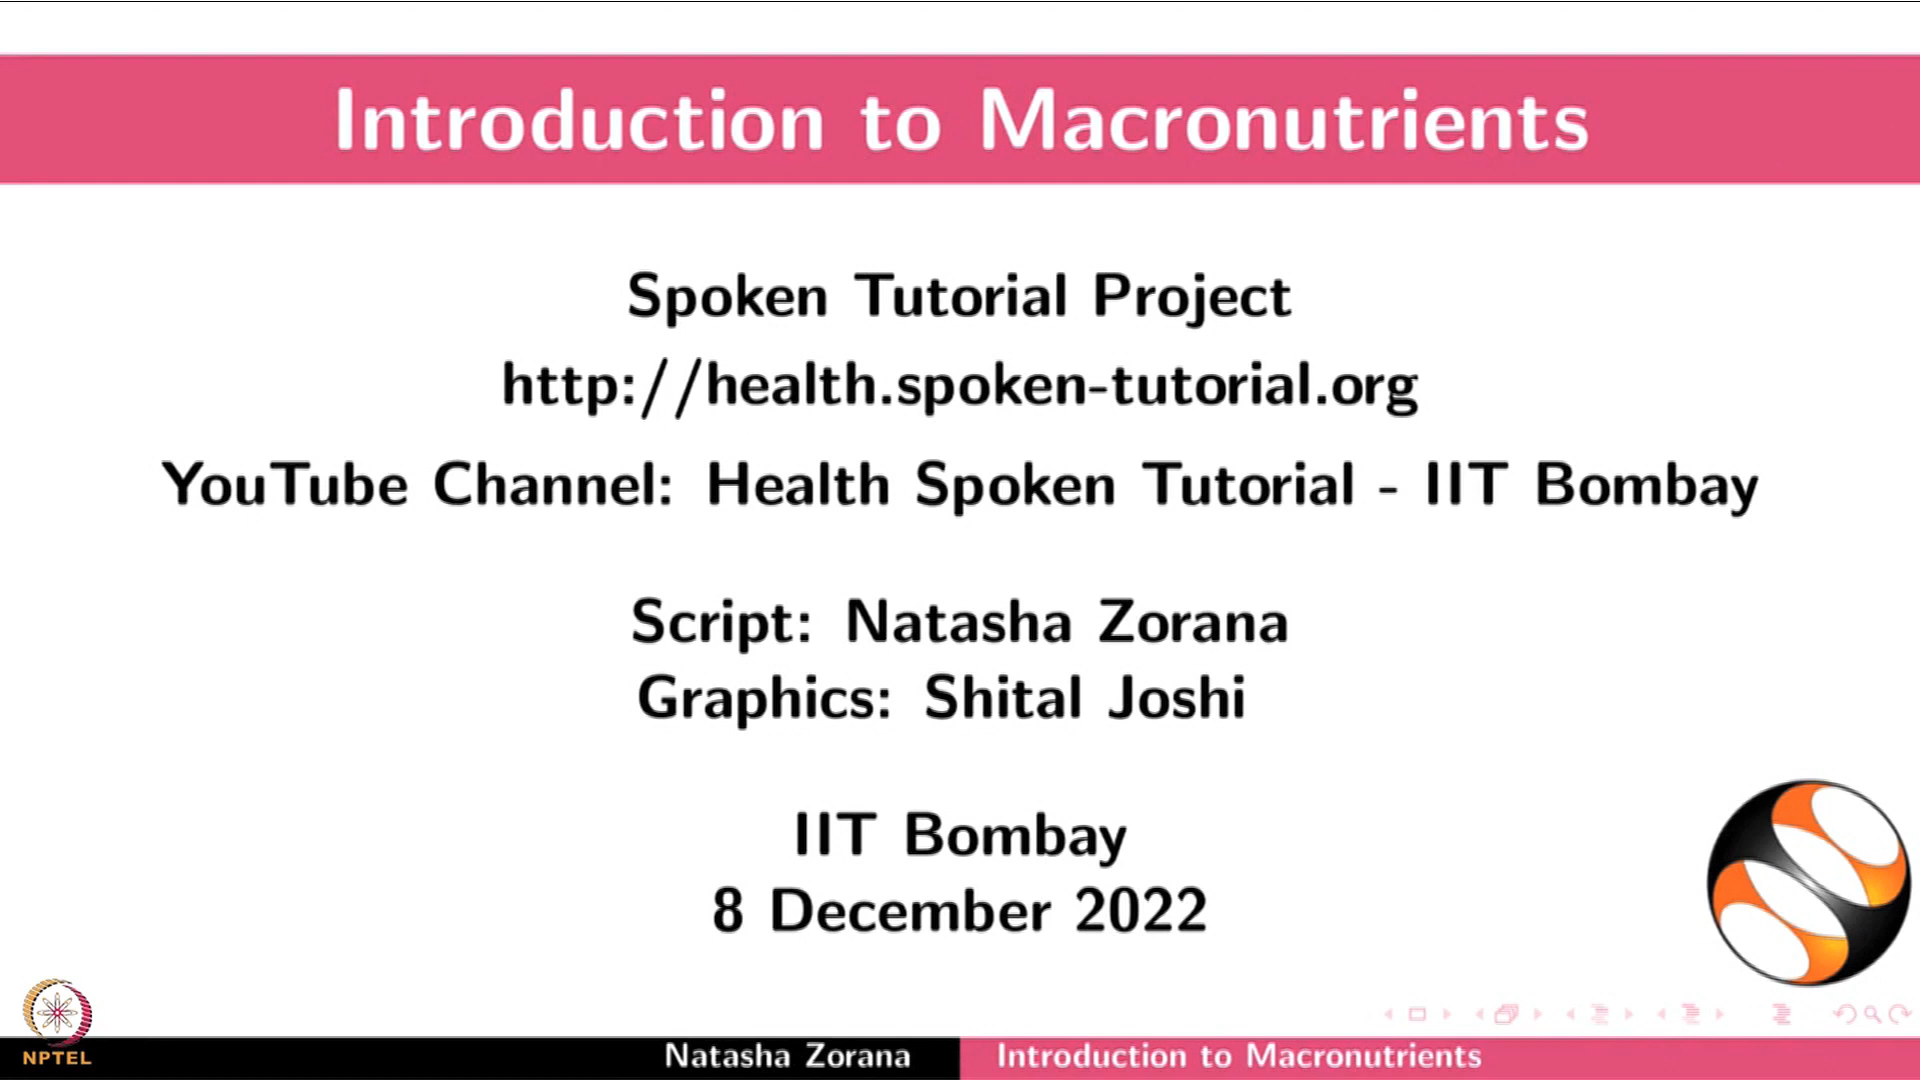 Introduction to Macronutrients
Spoken Tutorial Project
http://health.spoken-tutorial.org
YouTube Channel: Health Spoken Tutorial - IIT Bombay
Script: Natasha Zorana
Graphics: Shital Joshi
IIT Bombay
8 December 2022
NPTEL
Natasha Zorana
Introduction to Macronutrients